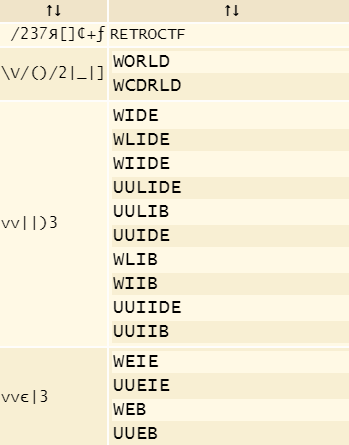 ↑↓ ↑↓
/237Я[]¢+ƒ RETROCTF
\V/()/2|_|] WORLD
WCDRLD
vv||)3 WIDE
WLIDE
WIIDE
UULIDE
UULIB
UUIDE
WLIB
WIIB
UUIIDE
UUIIB
vvє|3 WEIE
UUEIE
WEB
UUEB